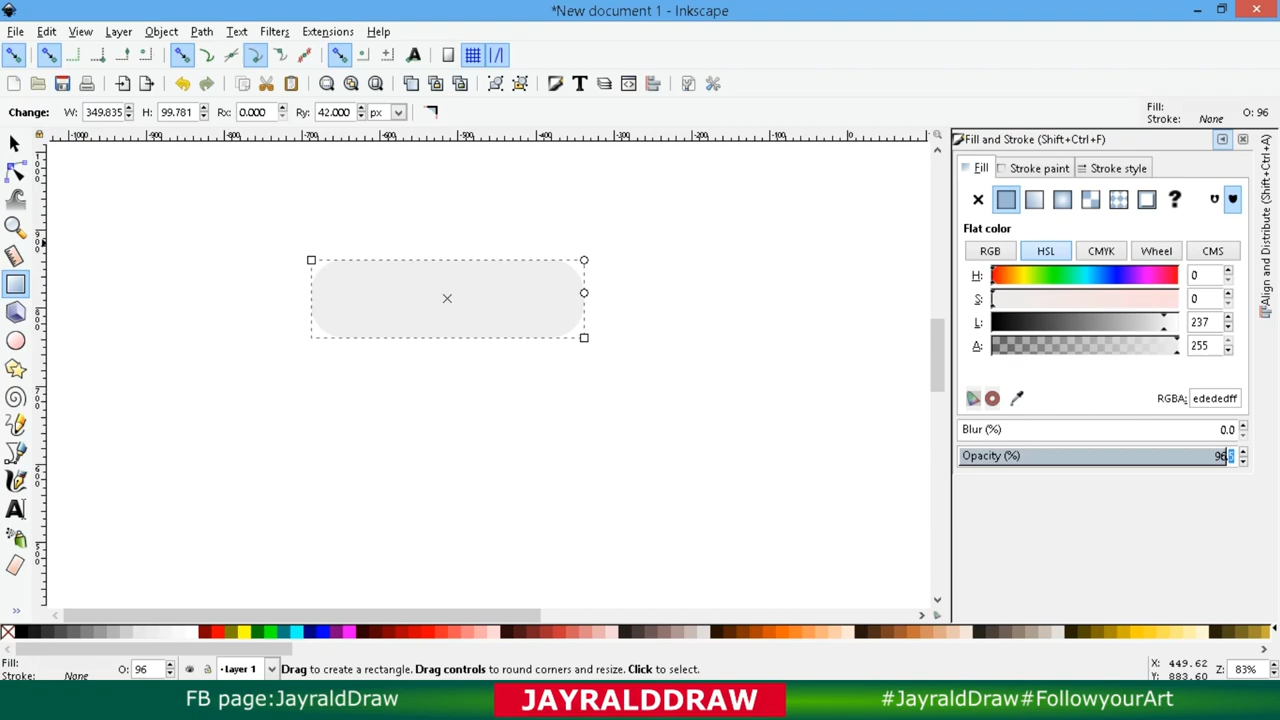 *New document 1 - Inkscape
File Edit View Layer Object Path Text Filters Extensions Help
Change: W: 349.835 H: 99.781 Rx: 0.000 Ry: 42.000 px
Fill:
Stroke: None O: 96
Fill and Stroke (Shift+Ctrl+F)
Fill Stroke paint Stroke style
Flat color
RGB HSL CMYK Wheel CMS
H: 0
S: 0
L: 237
A: 255
RGBA: edededff
Blur (%) 0.0
Opacity (%)
Align and Distribute (Shift+Ctrl+A)
Fill:
Stroke: None O: 96 Layer 1 Drag to create a rectangle. Drag controls to round corners and resize. Click to select.
X: 449.62
Y: 883.60
Z: 83%
FB page:JayraldDraw JAYRALDDRAW #JayraldDraw#FollowyourArt